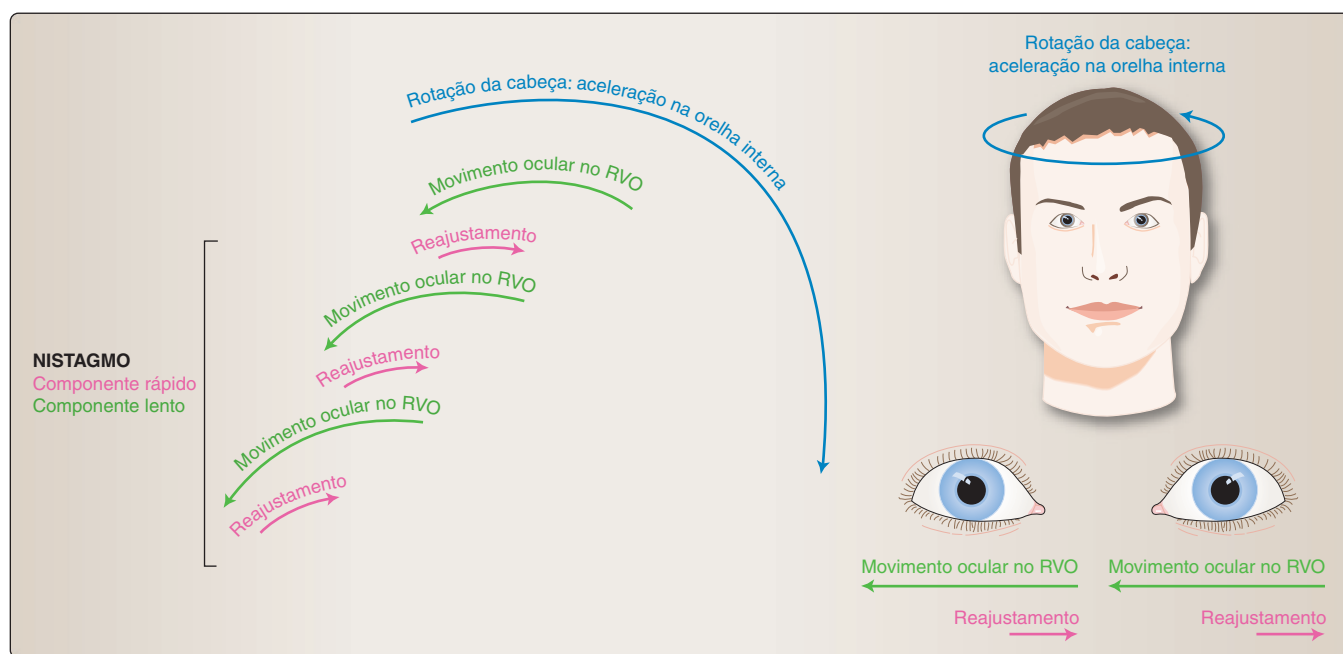 Rotação da cabeça: aceleração na orelha interna
Movimento ocular no RVO
Reajustamento
Movimento ocular no RVO
Reajustamento
Movimento ocular no RVO
Reajustamento
NISTAGMO
Componente rápido
Componente lento
Rotação da cabeça:
aceleração na orelha interna
Movimento ocular no RVO
Movimento ocular no RVO
Reajustamento
Reajustamento